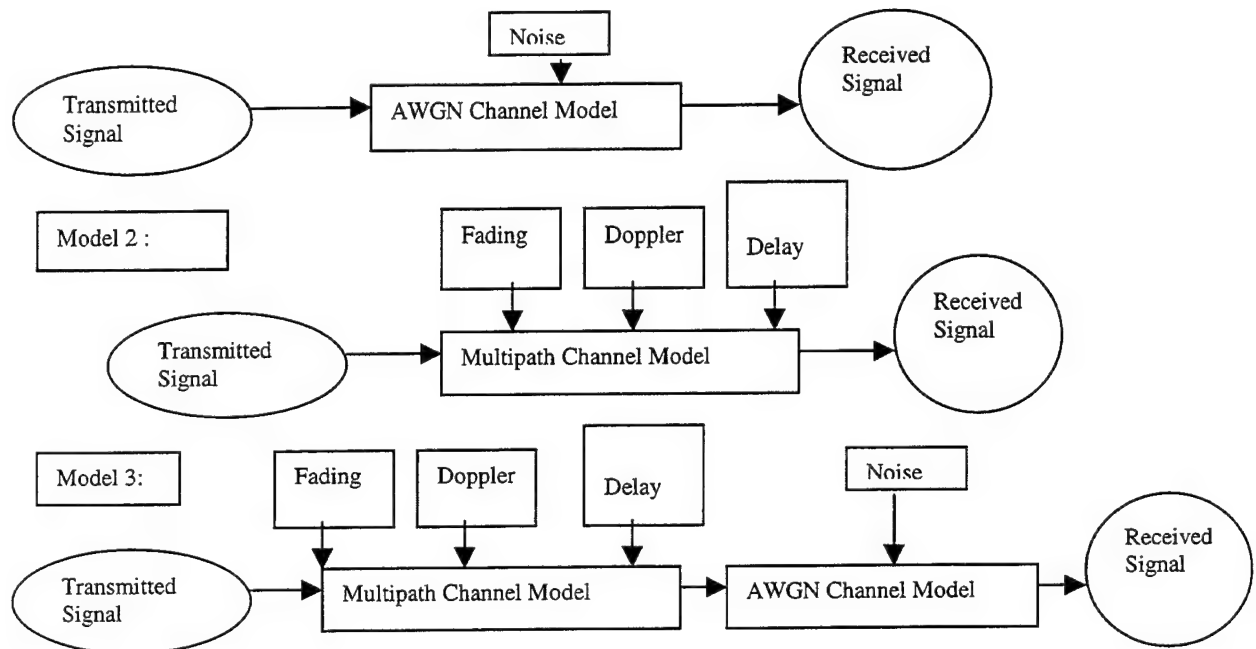 Noise
Received
Signal
Transmitted
Signal
AWGN Channel Model
Model 2 :
Fading
Doppler
Delay
Received
Signal
Transmitted
Signal
Multipath Channel Model
Model 3:
Fading
Doppler
Delay
Noise
Received
Signal
Transmitted
Signal
Multipath Channel Model
AWGN Channel Model